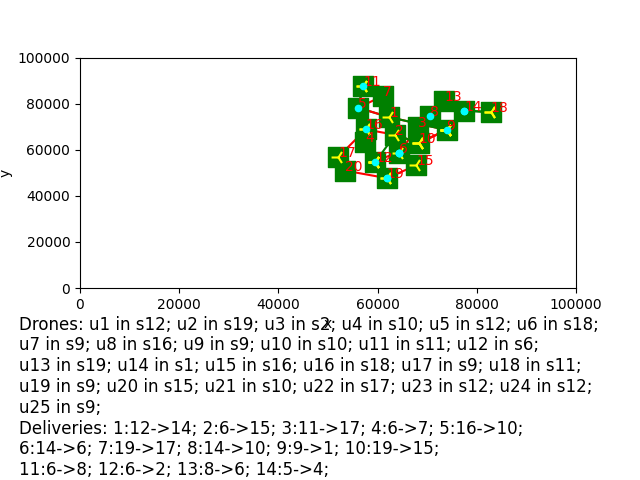 100000
80000
60000
40000
20000
0
y
0 20000 40000 60000 80000 100000
x
Drones: u1 in s12; u2 in s19; u3 in s2; u4 in s10; u5 in s12; u6 in s18;
u7 in s9; u8 in s16; u9 in s9; u10 in s10; u11 in s11; u12 in s6;
u13 in s19; u14 in s1; u15 in s16; u16 in s18; u17 in s9; u18 in s11;
u19 in s9; u20 in s15; u21 in s10; u22 in s17; u23 in s12; u24 in s12;
u25 in s9;
Deliveries: 1:12->14; 2:6->15; 3:11->17; 4:6->7; 5:16->10;
6:14->6; 7:19->17; 8:14->10; 9:9->1; 10:19->15;
11:6->8; 12:6->2; 13:8->6; 14:5->4;